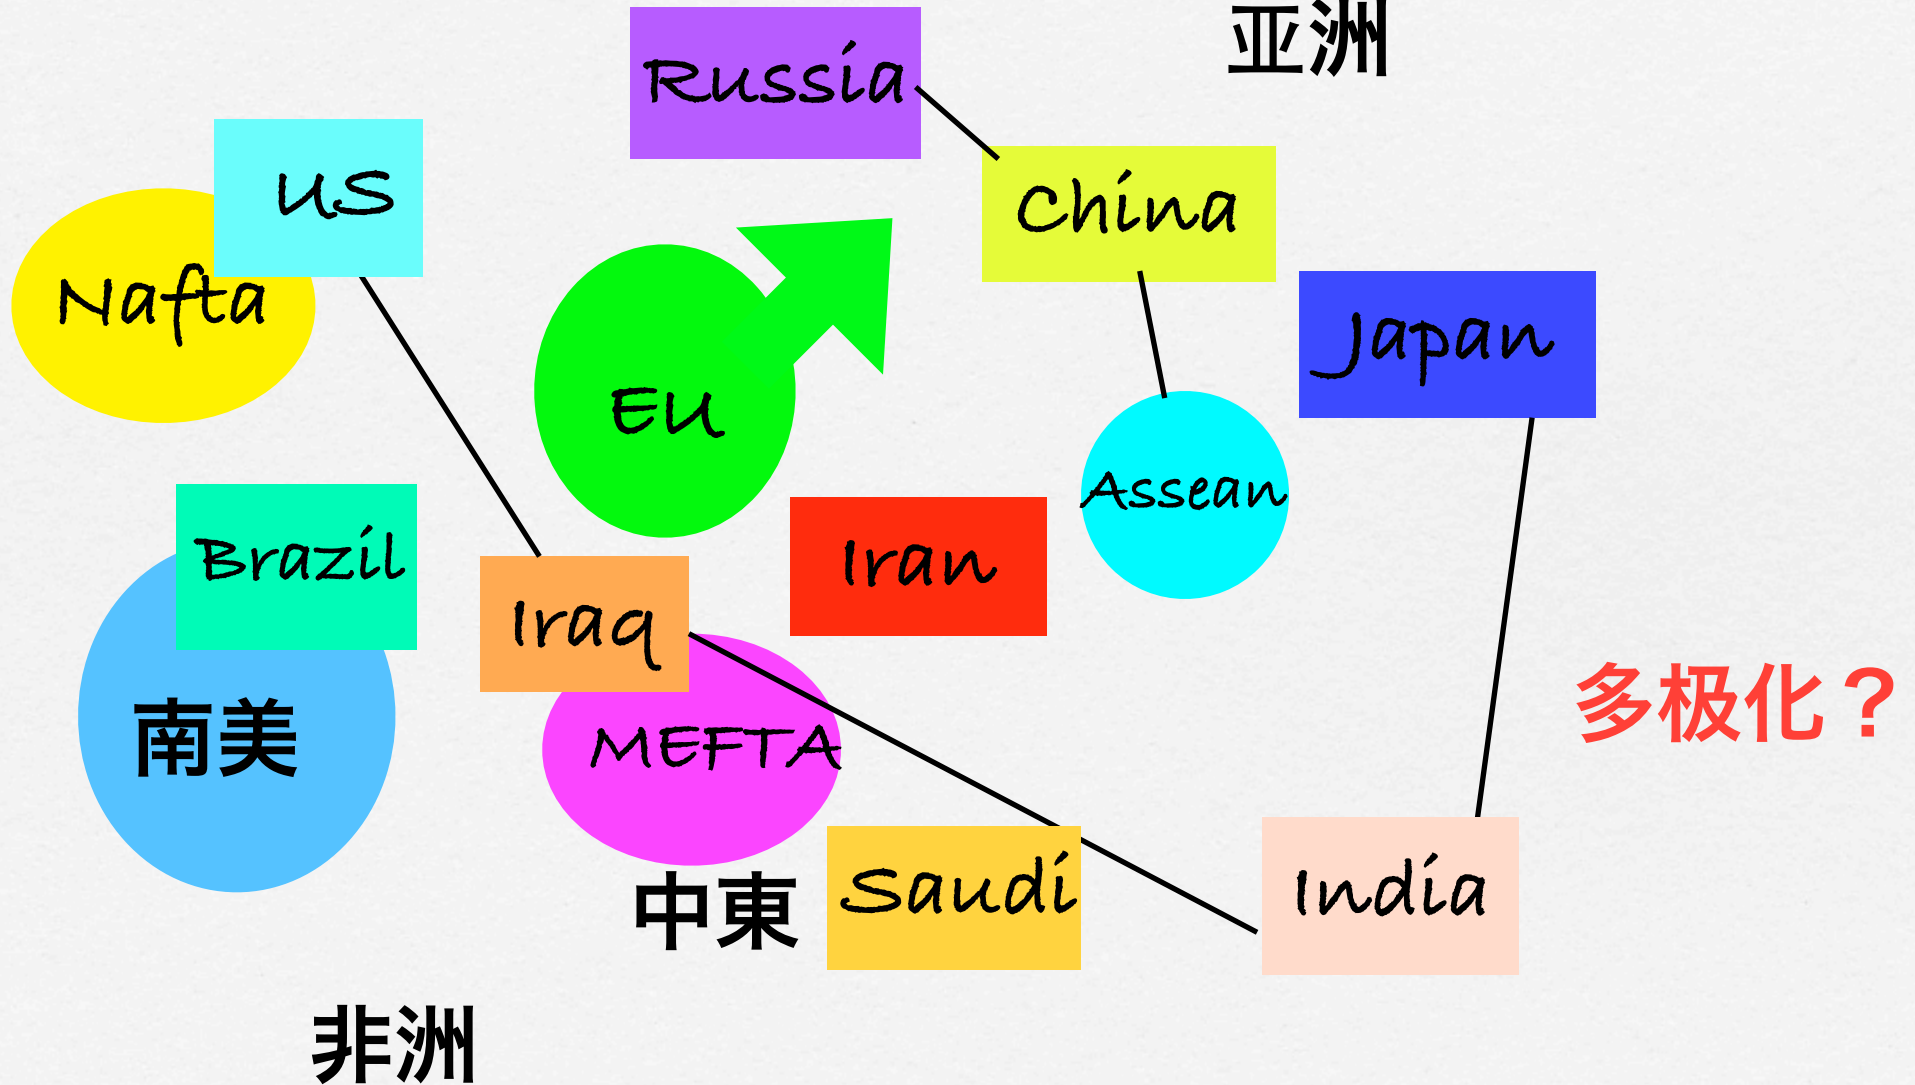 亚洲
Russia
US
China
Nafta
Japan
EU
Assean
Brazil
Iran
Iraq
多极化？
南美
MEFTA
中東
Saudi
India
非洲